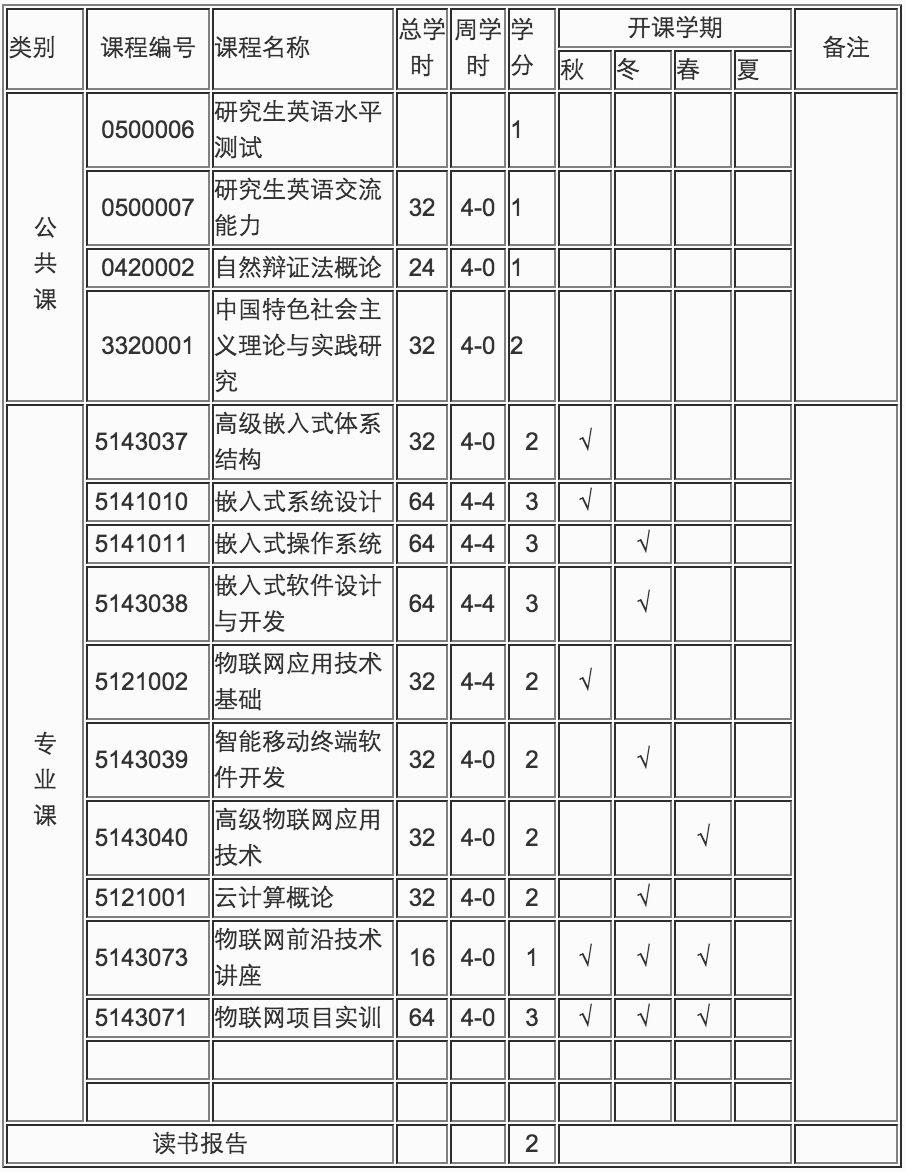 类别 课程编号 课程名称 总学时 周学时 学分 开课学期 备注
秋 冬 春 夏
公共课
0500006 研究生英语水平测试 1
0500007 研究生英语交流能力 32 4-0 1
0420002 自然辩证法概论 24 4-0 1
3320001 中国特色社会主义理论与实践研究 32 4-0 2
专业课
5143037 高级嵌入式体系结构 32 4-0 2 √
5141010 嵌入式系统设计 64 4-4 3 √
5141011 嵌入式操作系统 64 4-4 3 √
5143038 嵌入式软件设计与开发 64 4-4 3 √
5121002 物联网应用技术基础 32 4-4 2 √
5143039 智能移动终端软件开发 32 4-0 2 √
5143040 高级物联网应用技术 32 4-0 2 √
5121001 云计算概论 32 4-0 2 √
5143073 物联网前沿技术讲座 16 4-0 1 √ √ √
5143071 物联网项目实训 64 4-0 3 √ √ √
读书报告 2